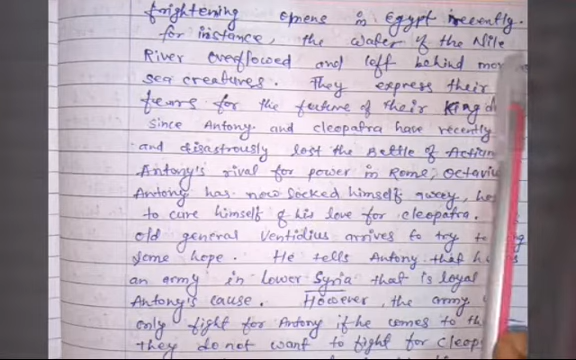 frightening omens in Egypt recently.
for instance, the water of the Nile
River overflowed and left behind
sea creatures. They express their
fears for the future of their
since Antony and cleopatra have recently
and disastrously lost the Battle of
Antony's rival for power in Rome,
Antony has now locked himself away,
to cure himself of his love for cleopatra.
old general Ventidius arrives to try to
some hope. He tells Antony that
an army in lower Syria that is loyal
Antony's cause. However, the army
only fight for Antony if he comes to
they do not want to fight for